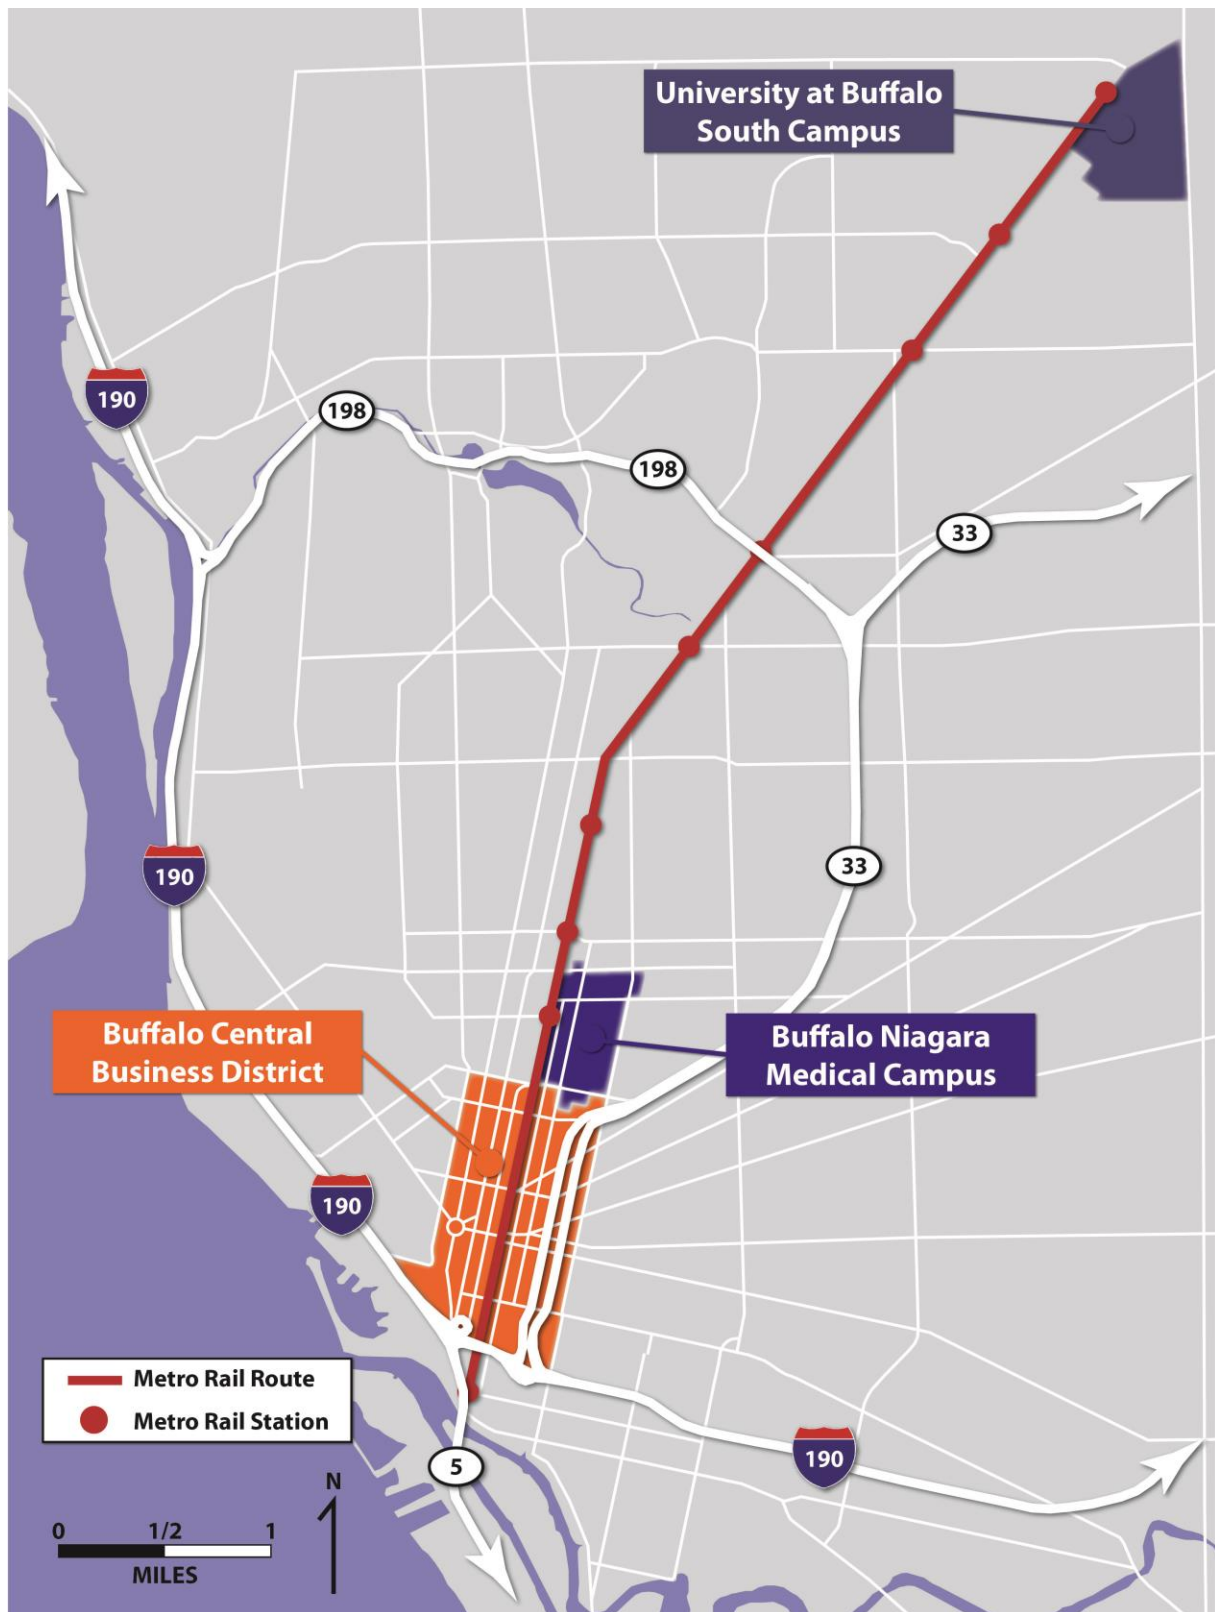 University at Buffalo
South Campus
190
198
198
33
33
190
Buffalo Central
Business District
Buffalo Niagara
Medical Campus
190
Metro Rail Route
Metro Rail Station
190
5
N
0 1/2 1
MILES